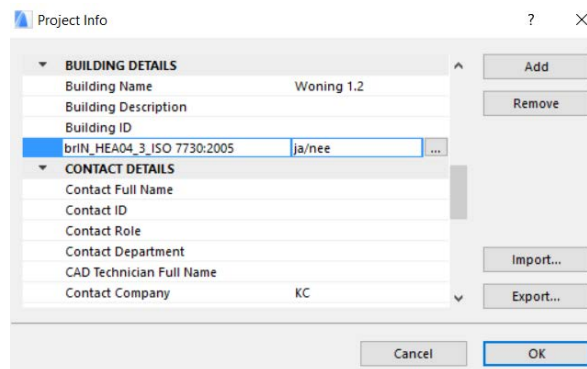 Project Info
BUILDING DETAILS
Building Name Woning 1.2
Building Description
Building ID
brIN_HEA04_3_ISO 7730:2005 ja/nee ...
CONTACT DETAILS
Contact Full Name
Contact ID
Contact Role
Contact Department
CAD Technician Full Name
Contact Company KC
Add
Remove
Import...
Export...
Cancel
OK